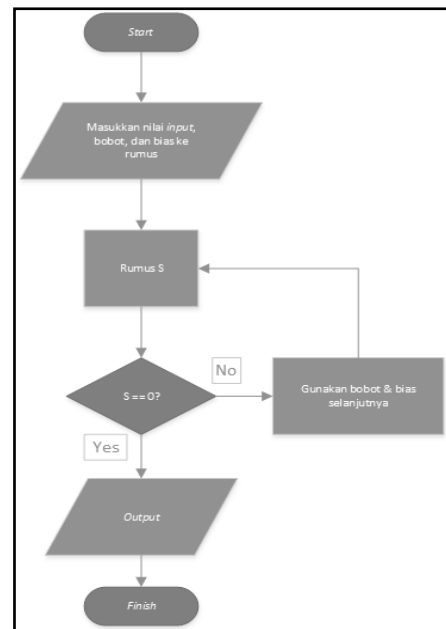 Start
Masukkan nilai input,
bobot, dan bias ke
rumus
Rumus S
S == 0?
No
Gunakan bobot & bias
selanjutnya
Yes
Output
Finish